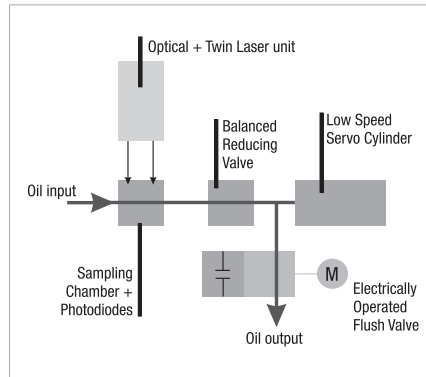 Optical + Twin Laser unit
Balanced
Reducing
Valve
Low Speed
Servo Cylinder
Oil input
Sampling
Chamber +
Photodiodes
M
Electrically
Operated
Flush Valve
Oil output